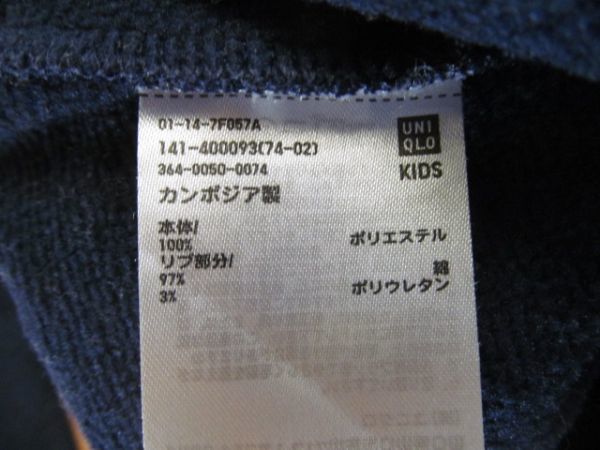 01-14-7F057A
141-400093(74-02)
364-0050-0074
UNI
QLO
KIDS
カンボジア製
本体/
100% ポリエステル
リブ部分/
97% 綿
3% ポリウレタン